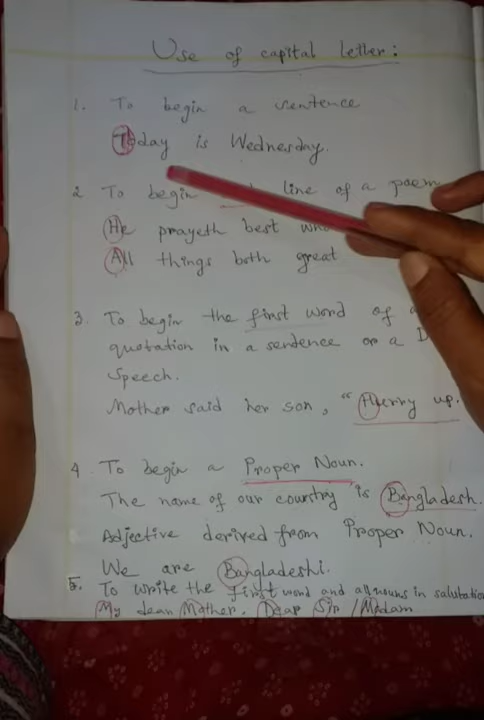 Use of capital letter:
1. To begin a sentence
Today is Wednesday.
2. To begin line of a poem
He prayeth best who
All things both great
3. To begin the first word of a
quotation in a sentence or a D
Speech.
Mother said her son, "Hurry up.
4. To begin a Proper Noun.
The name of our country is Bangladesh.
Adjective derived from Proper Noun.
We are Bangladeshi.
5. To write the first word and all nouns in salutation
My dear Mother. Dear Sir / Madam